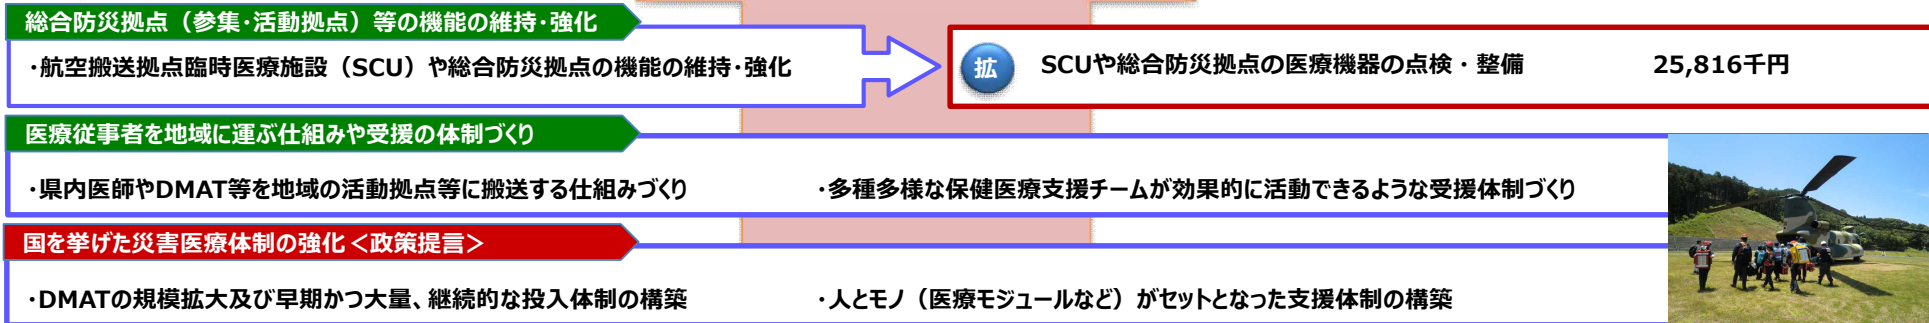 総合防災拠点（参集・活動拠点）等の機能の維持・強化
・航空搬送拠点臨時医療施設（SCU）や総合防災拠点の機能の維持・強化
拡 SCUや総合防災拠点の医療機器の点検・整備 25,816千円
医療従事者を地域に運ぶ仕組みや受援の体制づくり
・県内医師やDMAT等を地域の活動拠点等に搬送する仕組みづくり ・多種多様な保健医療支援チームが効果的に活動できるような受援体制づくり
国を挙げた災害医療体制の強化＜政策提言＞
・DMATの規模拡大及び早期かつ大量、継続的な投入体制の構築 ・人とモノ（医療モジュールなど）がセットとなった支援体制の構築